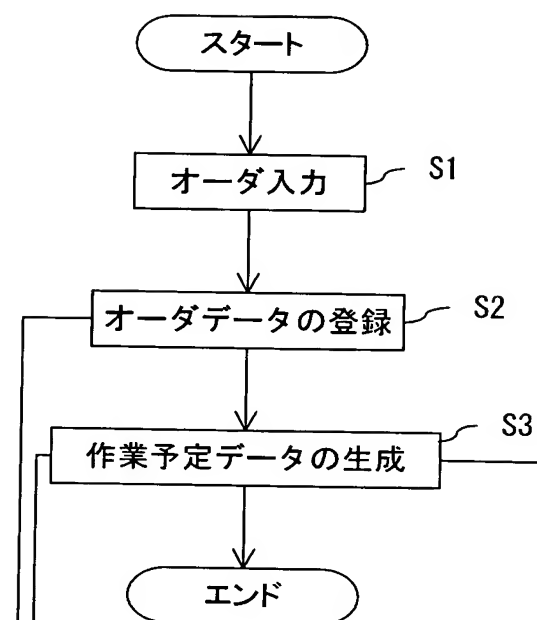 スタート
オーダ入力
S1
オーダデータの登録
S2
作業予定データの生成
S3
エンド